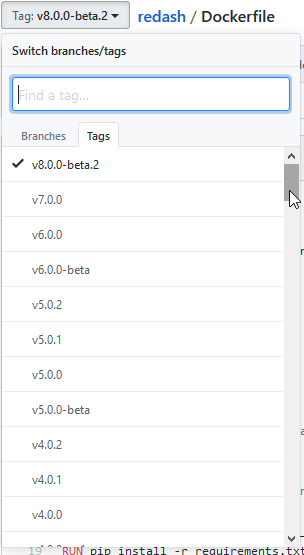 Tag: v8.0.0-beta.2 redash / Dockerfile
Switch branches/tags
Find a tag...
Branches Tags
v8.0.0-beta.2
v7.0.0
v6.0.0
v6.0.0-beta
v5.0.2
v5.0.1
v5.0.0
v5.0.0-beta
v4.0.2
v4.0.1
v4.0.0
19 RUN pip install -r requirements.txt